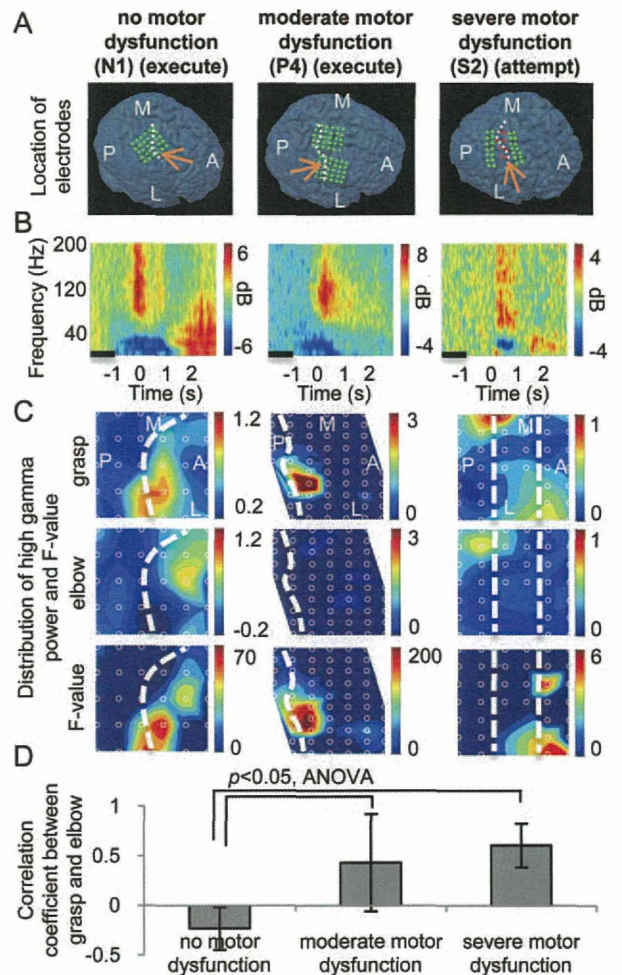 A
no motor
dysfunction
(N1) (execute)
moderate motor
dysfunction
(P4) (execute)
severe motor
dysfunction
(S2) (attempt)
Location of
electrodes
M
P
A
L
M
P
A
L
M
P
A
L
B
Frequency (Hz)
200
120
40
-1 0 1 2
Time (s)
6
dB
-6
-1 0 1 2
Time (s)
8
dB
-4
-1 0 1 2
Time (s)
4
dB
-4
C
Distribution of high gamma
power and F-value
grasp
M
P
A
L
1.2
0.2
M
P
A
L
3
0
M
P
A
L
1
0
elbow
1.2
-0.2
3
0
1
0
F-value
70
0
200
0
6
0
D
p<0.05, ANOVA
Correlation
coefficient between
grasp and elbow
1
0.5
0
-0.5
no motor
dysfunction
moderate motor
dysfunction
severe motor
dysfunction